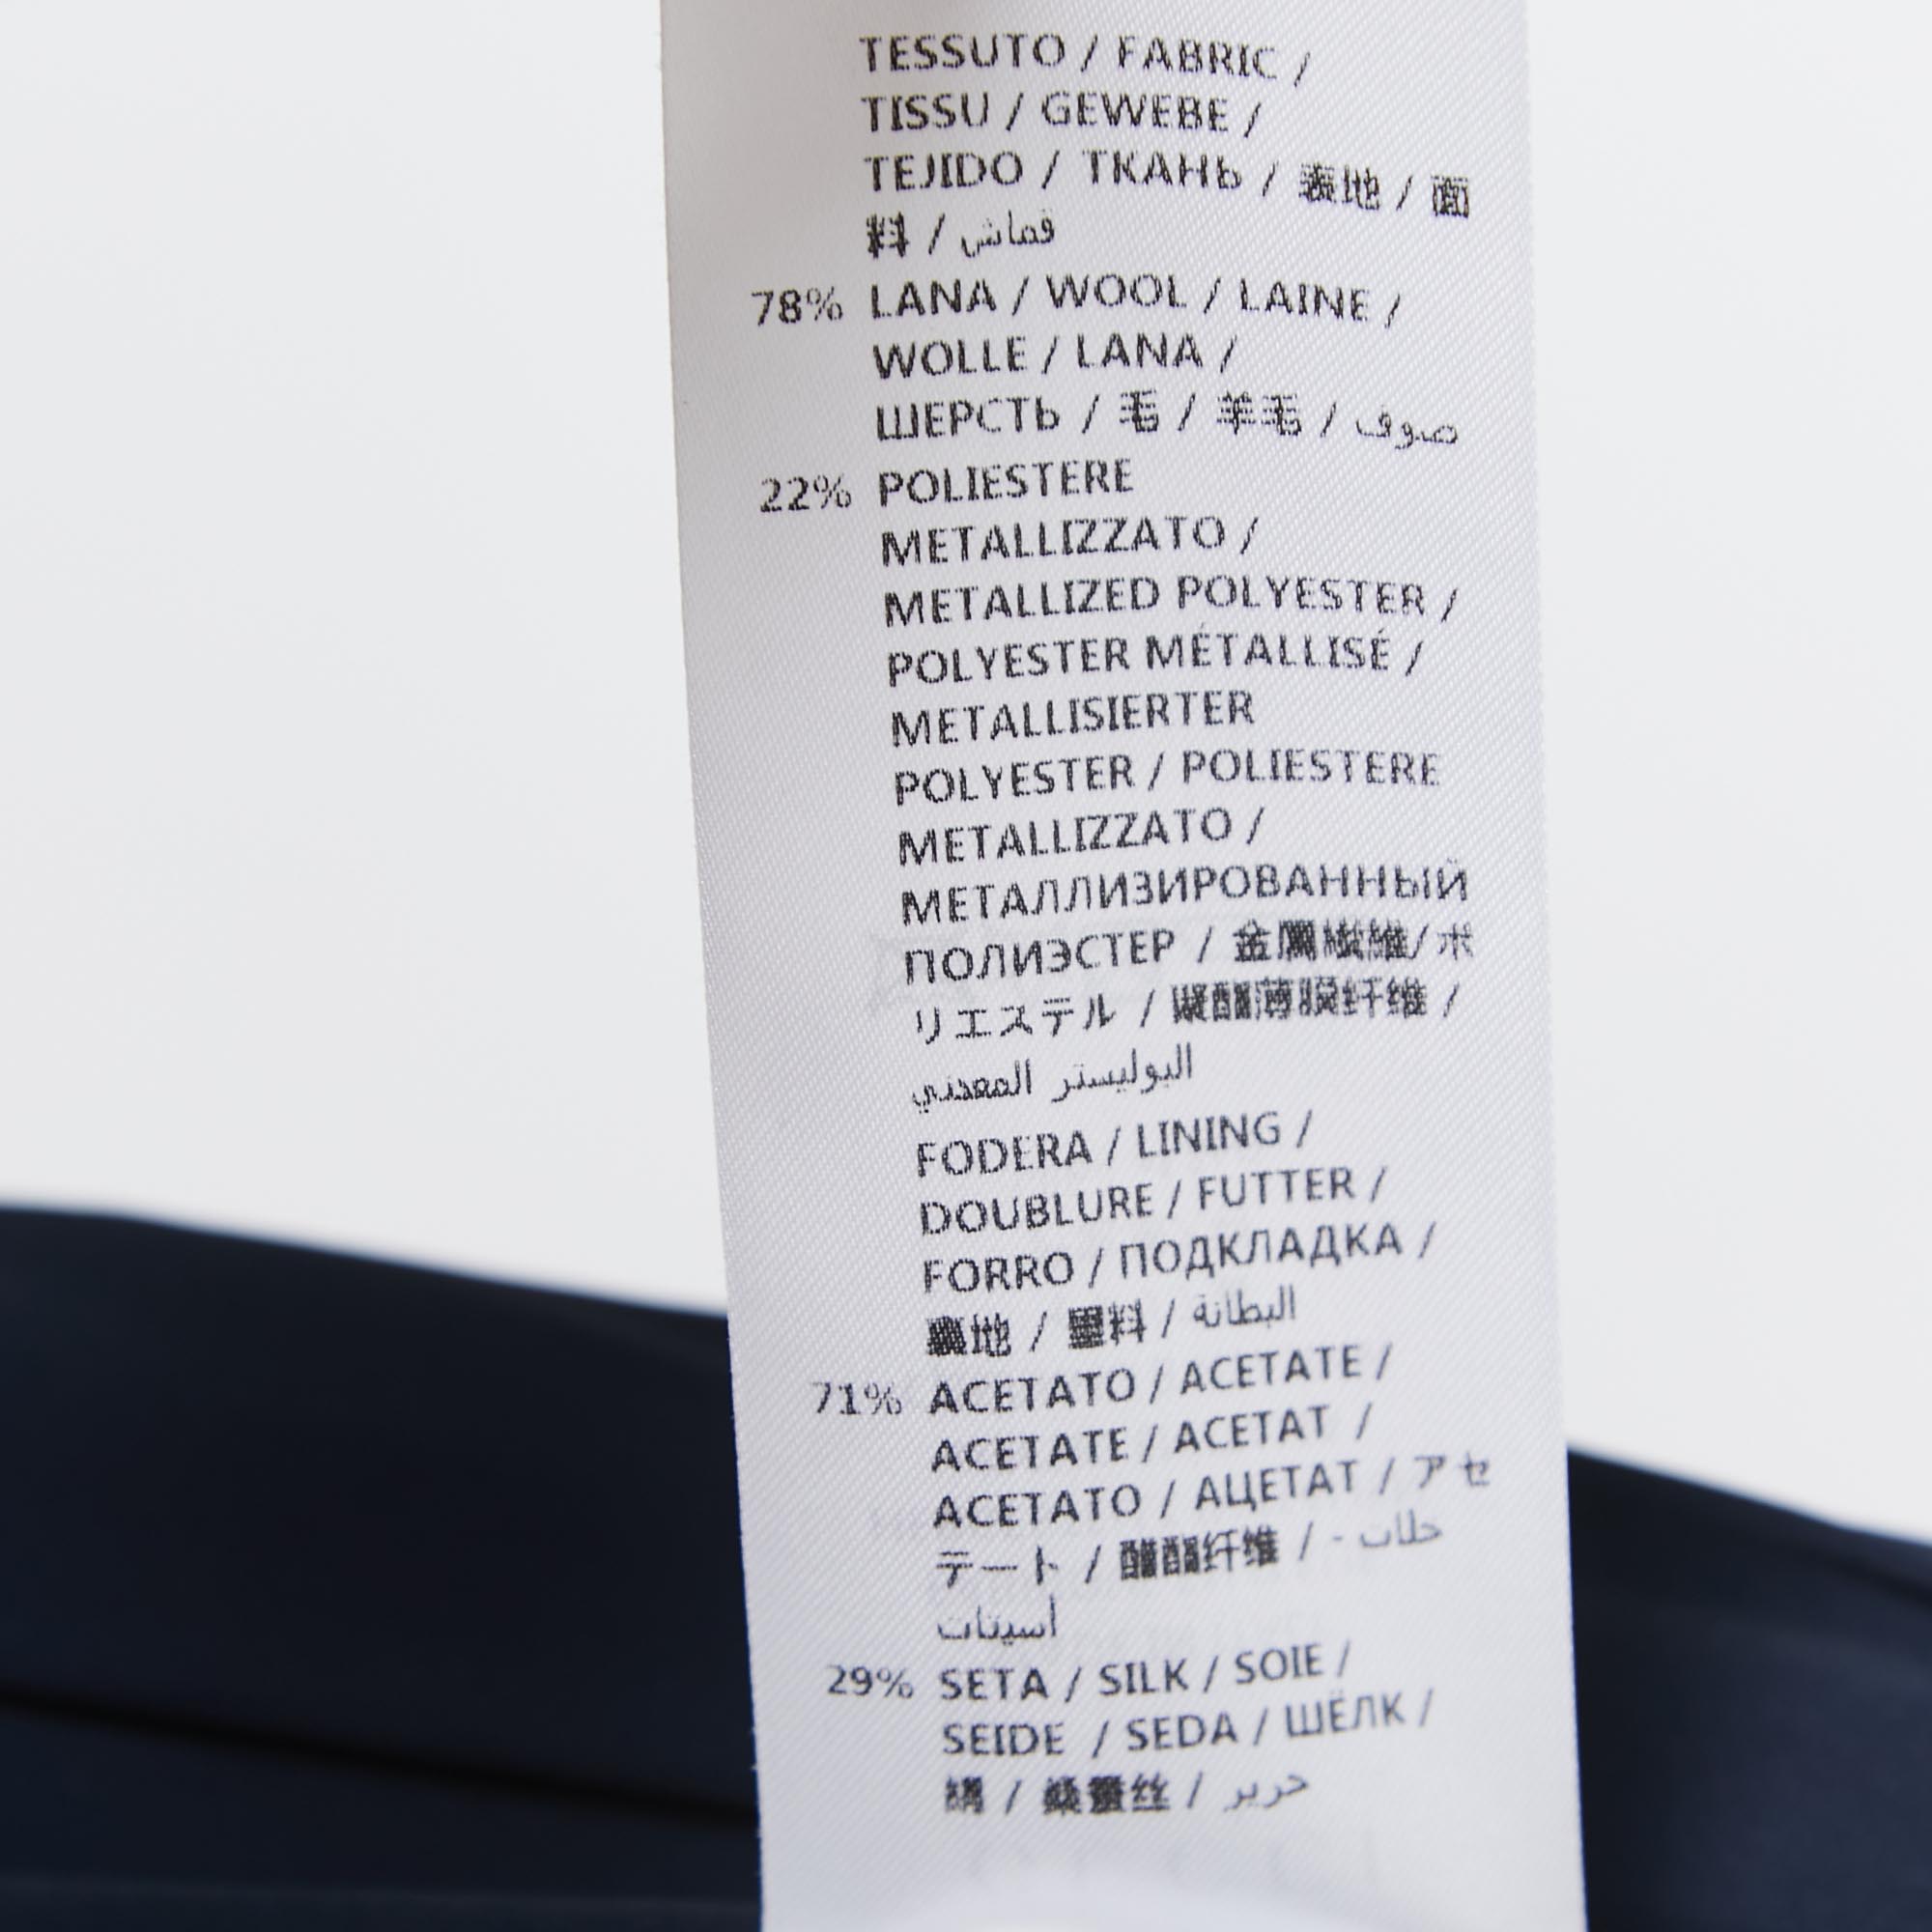 TESSUTO / FABRIC /
TISSU / GEWEBE /
TEJIDO / ТКАНЬ / 表地 / 面
料 / قماش
78% LANA / WOOL / LAINE /
WOLLE / LANA /
ШЕРСТЬ / 毛 / 羊毛 / صوف
22% POLIESTERE
METALLIZZATO /
METALLIZED POLYESTER /
POLYESTER MÉTALLISÉ /
METALLISIERTER
POLYESTER / POLIESTERE
METALLIZZATO /
МЕТАЛЛИЗИРОВАННЫЙ
ПОЛИЭСТЕР / 金属繊維/ポ
リエステル / 聚酯薄膜纤维 /
البوليستر المعدني
FODERA / LINING /
DOUBLURE / FUTTER /
FORRO / ПОДКЛАДКА /
裏地 / 里料 / البطانة
71% ACETATO / ACETATE /
ACETATE / ACETAT /
ACETATO / АЦЕТАТ / アセ
テート / 醋酯纤维 / - خلات
أسيتات
29% SETA / SILK / SOIE /
SEIDE / SEDA / ШЁЛК /
絹 / 桑蚕丝 / حرير